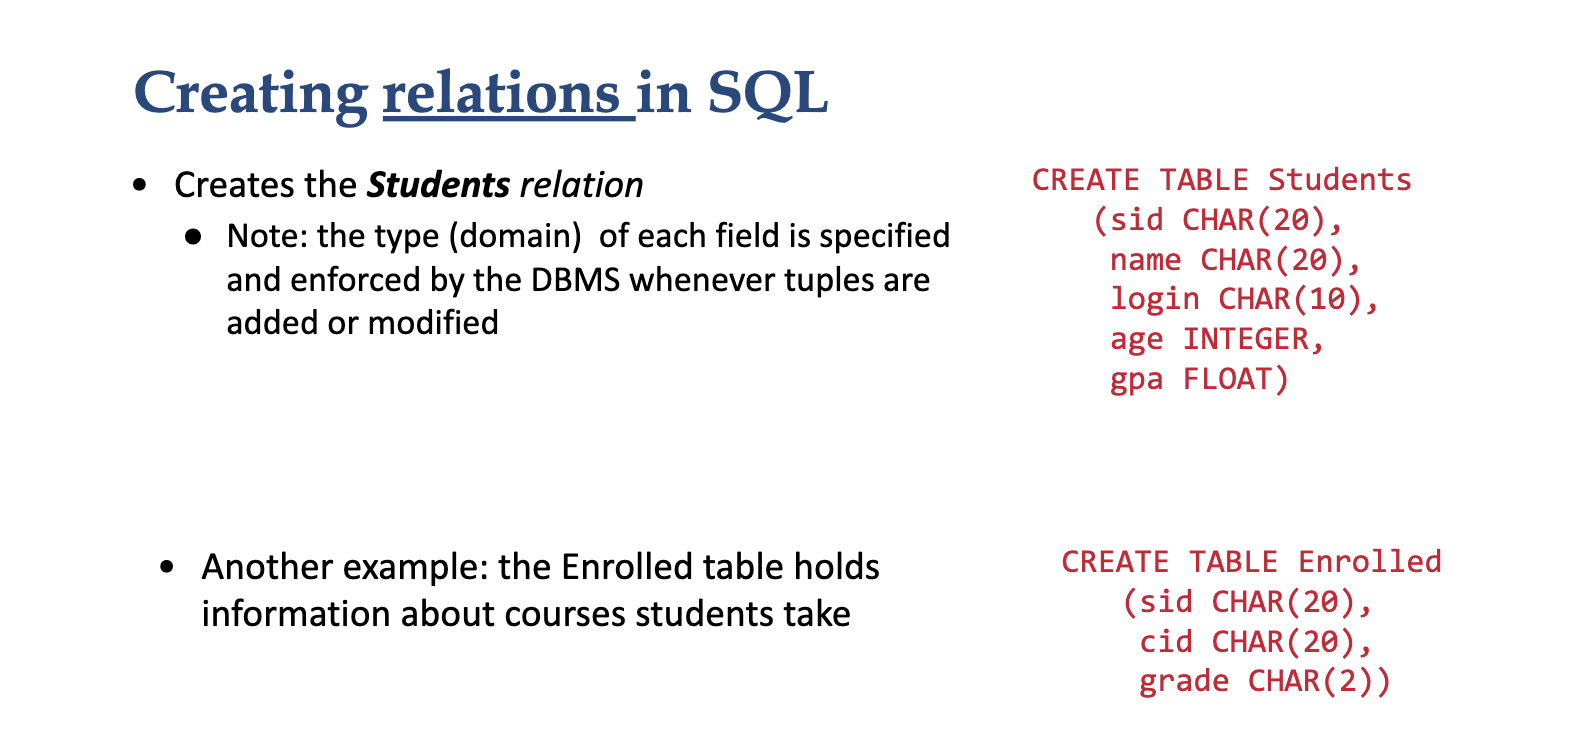 Creating relations in SQL
• Creates the Students relation
• Note: the type (domain)  of each field is specified
and enforced by the DBMS whenever tuples are
added or modified
CREATE TABLE Students
(sid CHAR(20),
name CHAR(20),
login CHAR(10),
age INTEGER,
gpa FLOAT)
• Another example: the Enrolled table holds
information about courses students take
CREATE TABLE Enrolled
(sid CHAR(20),
cid CHAR(20),
grade CHAR(2))